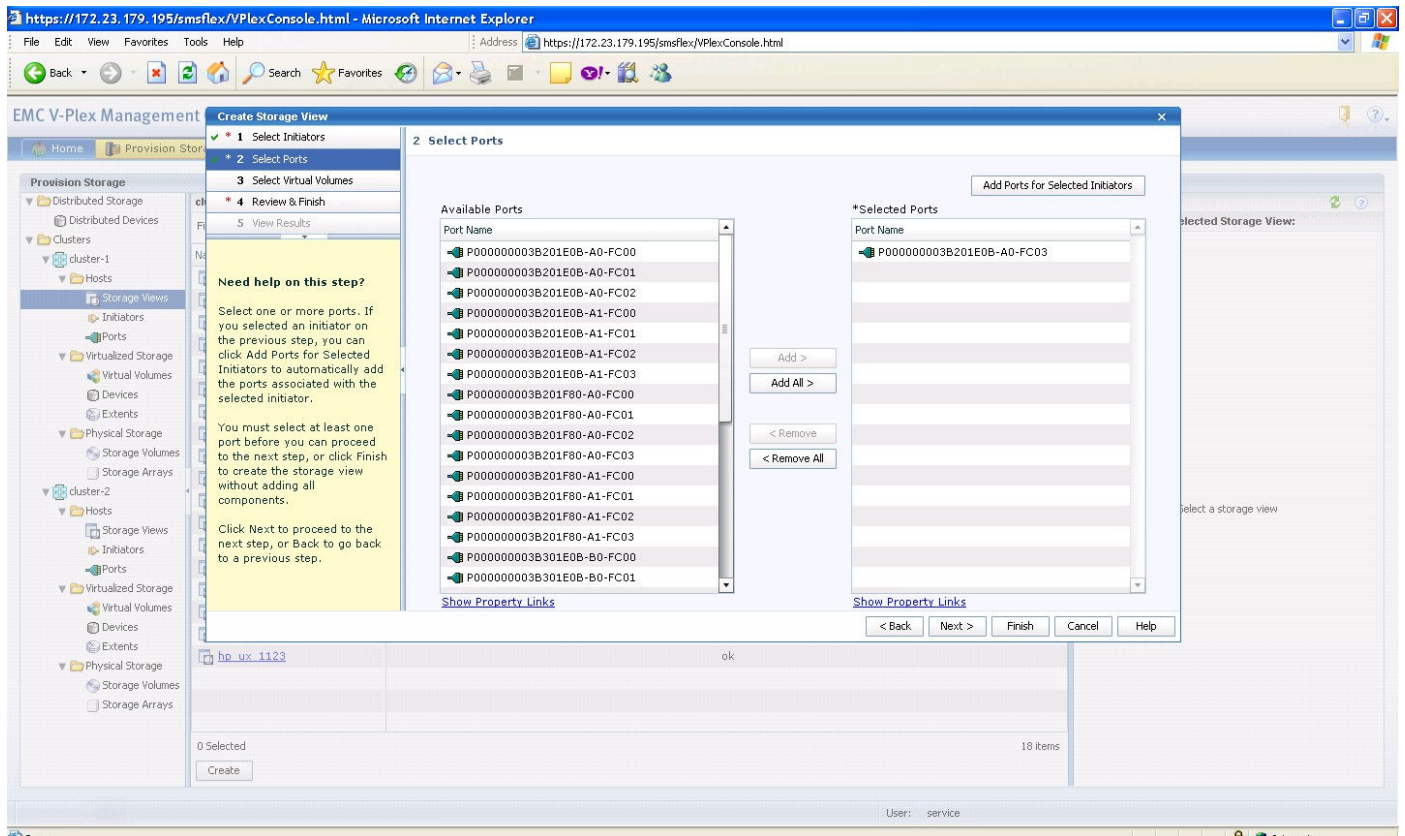 https://172.23.179.195/smsflex/VPlexConsole.html - Microsoft Internet Explorer
File Edit View Favorites Tools Help
Address https://172.23.179.195/smsflex/VPlexConsole.html
Back Search Favorites
EMC V-Plex Management
Home Provision
Provision Storage
Distributed Storage
Distributed Devices
Clusters
cluster-1
Hosts
Storage Views
Initiators
Ports
Virtualized Storage
Virtual Volumes
Devices
Extents
Physical Storage
Storage Volumes
Storage Arrays
cluster-2
Hosts
Storage Views
Initiators
Ports
Virtualized Storage
Virtual Volumes
Devices
Extents
Physical Storage
Storage Volumes
Storage Arrays
Create Storage View
* 1 Select Initiators
* 2 Select Ports
3 Select Virtual Volumes
* 4 Review & Finish
5 View Results
Need help on this step?
Select one or more ports. If
you selected an initiator on
the previous step, you can
click Add Ports for Selected
Initiators to automatically add
the ports associated with the
selected initiator.
You must select at least one
port before you can proceed
to the next step, or click Finish
to create the storage view
without adding all
components.
Click Next to proceed to the
next step, or Back to go back
to a previous step.
2 Select Ports
Add Ports for Selected Initiators
Available Ports
Port Name
P000000003B201E0B-A0-FC00
P000000003B201E0B-A0-FC01
P000000003B201E0B-A0-FC02
P000000003B201E0B-A1-FC00
P000000003B201E0B-A1-FC01
P000000003B201E0B-A1-FC02
P000000003B201E0B-A1-FC03
P000000003B201F80-A0-FC00
P000000003B201F80-A0-FC01
P000000003B201F80-A0-FC02
P000000003B201F80-A0-FC03
P000000003B201F80-A1-FC00
P000000003B201F80-A1-FC01
P000000003B201F80-A1-FC02
P000000003B201F80-A1-FC03
P000000003B301E0B-B0-FC00
P000000003B301E0B-B0-FC01
Show Property Links
Add >
Add All >
< Remove
< Remove All
*Selected Ports
Port Name
P000000003B201E0B-A0-FC03
Show Property Links
< Back Next > Finish Cancel Help
elected Storage View:
Select a storage view
hp_ux_1123 ok
0 Selected 18 items
Create
User: service